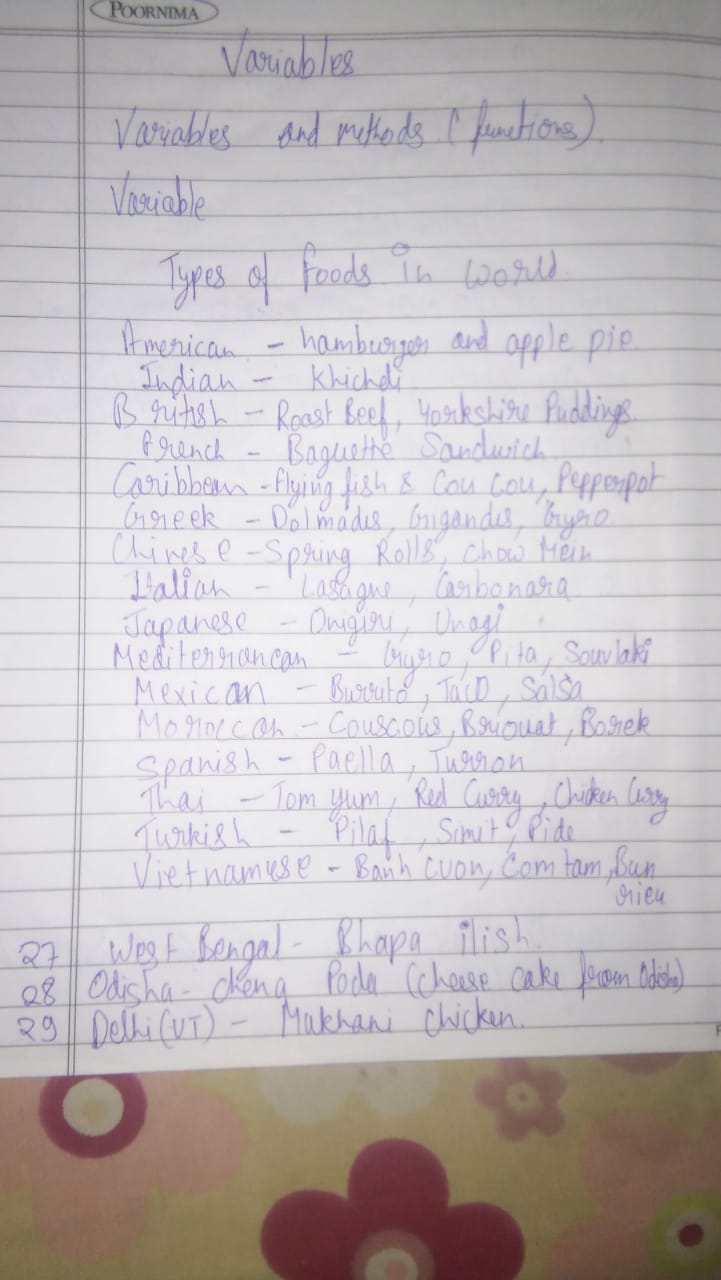 POORNIMA
Variables
Variables and methods (functions).
Variable
Types of foods in world.
American - hamburger and apple pie.
Indian - Khichdi
British - Roast Beef, Yorkshire Puddings.
French - Baguette Sandwich
Caribbean - flying fish & Cou Cou, Pepperpot
Greek - Dolmades, Gigandes, Gyro
Chinese - Spring Rolls, Chow Mein
Italian - Lasagne, Carbonara
Japanese - Onigiri, Unagi
Mediterranean - Gyro, Pita, Souvlaki
Mexican - Burrito, Taco, Salsa
Moroccan - Couscous, Briouat, Borek
Spanish - Paella, Turron
Thai - Tom yum, Red Curry, Chicken Curry
Turkish - Pilaf, Simit, Pide
Vietnamese - Banh cuon, Com tam, Bun
rieu
27 West Bengal - Bhapa ilish.
28 Odisha - cheng Poda (cheese cake from Odisha)
29 Delhi (UT) - Makhani chicken.